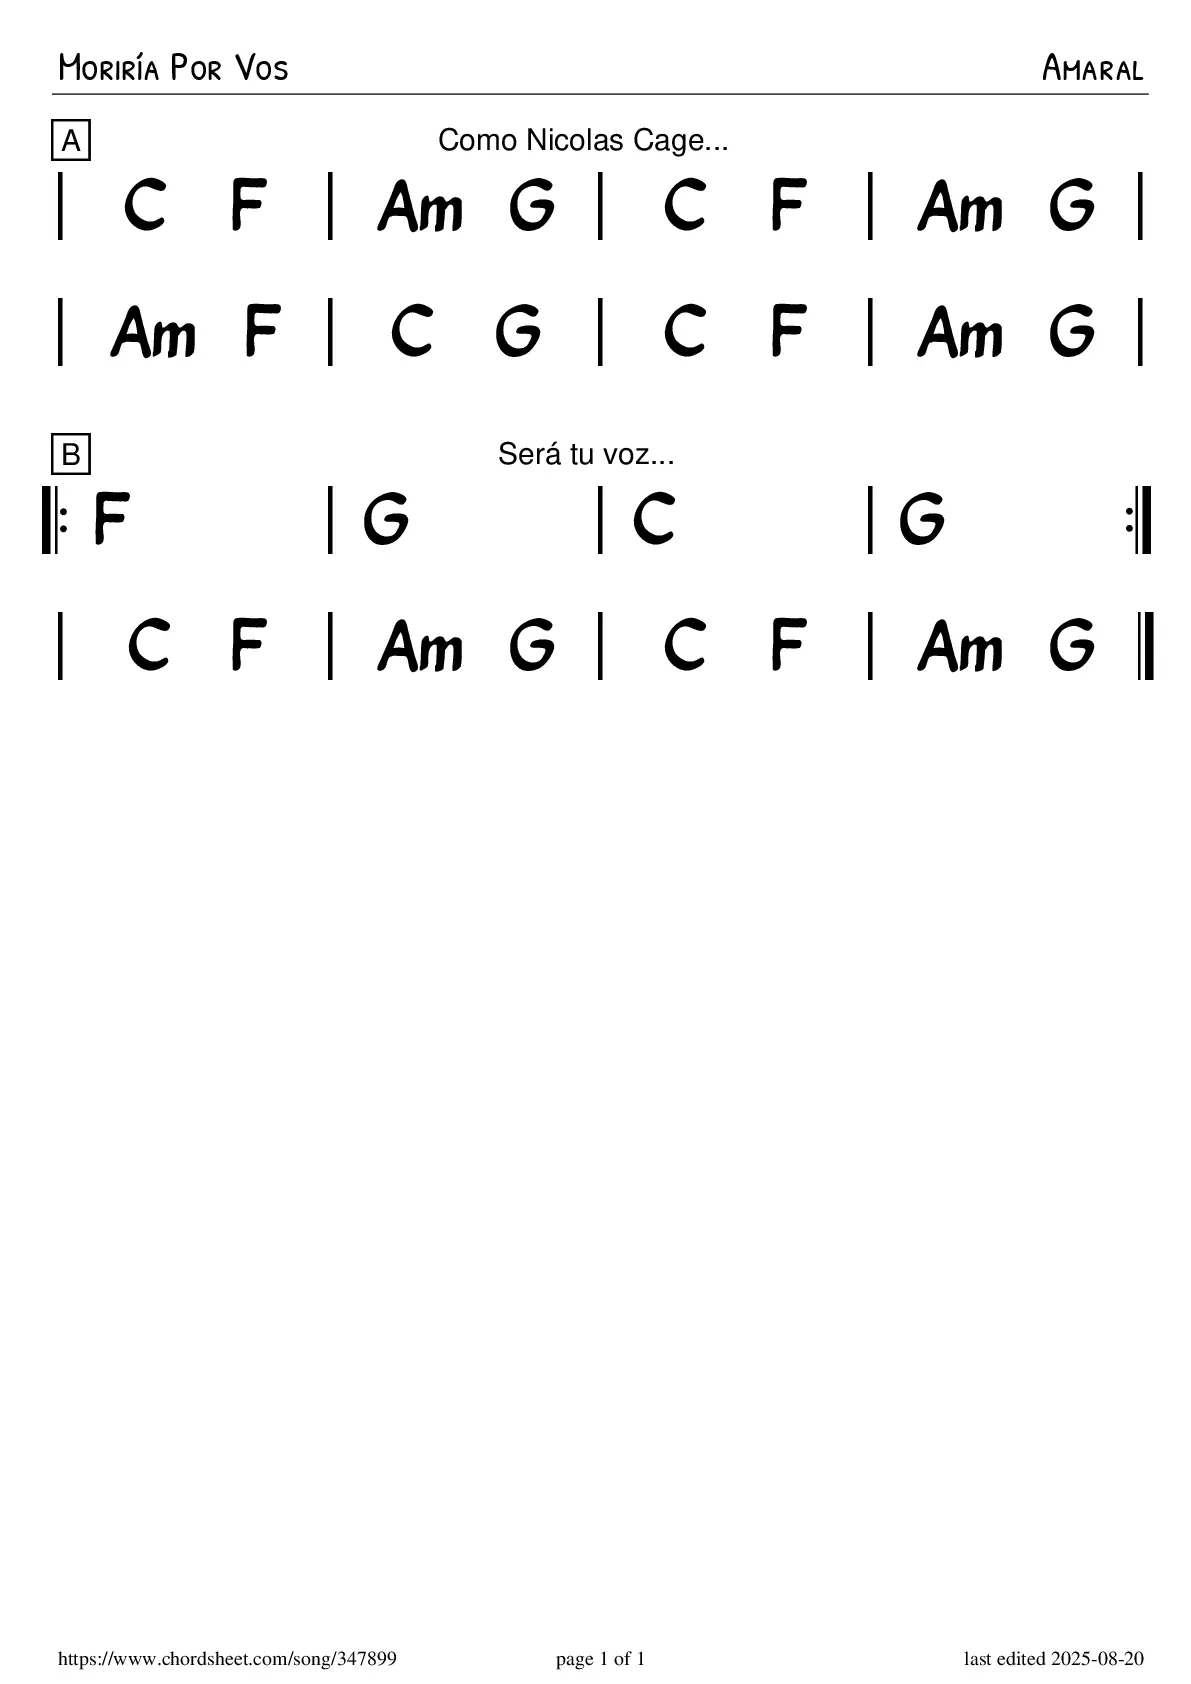 Moriría Por Vos Amaral
A Como Nicolas Cage...
| C F | Am G | C F | Am G |
| Am F | C G | C F | Am G |
B Será tu voz...
|: F | G | C | G :|
| C F | Am G | C F | Am G |
https://www.chordsheet.com/song/347899 page 1 of 1 last edited 2025-08-20